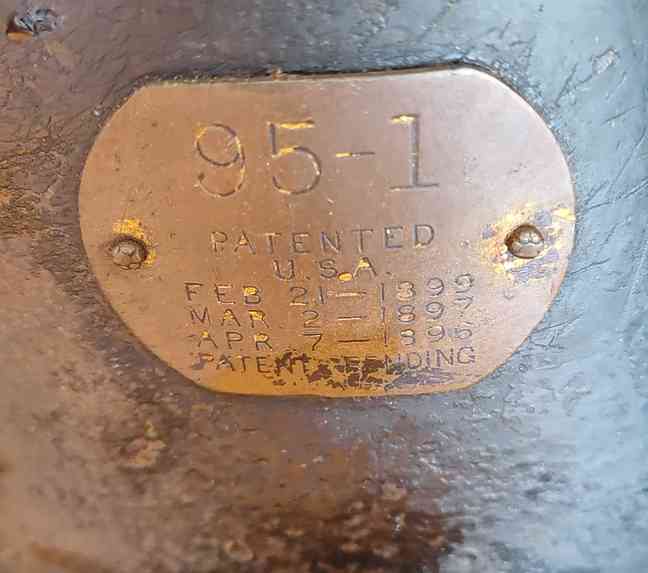 95-1
PATENTED
U.S.A.
FEB 21-1899
MAR 2-1897
APR 7-1896
PATENT PENDING